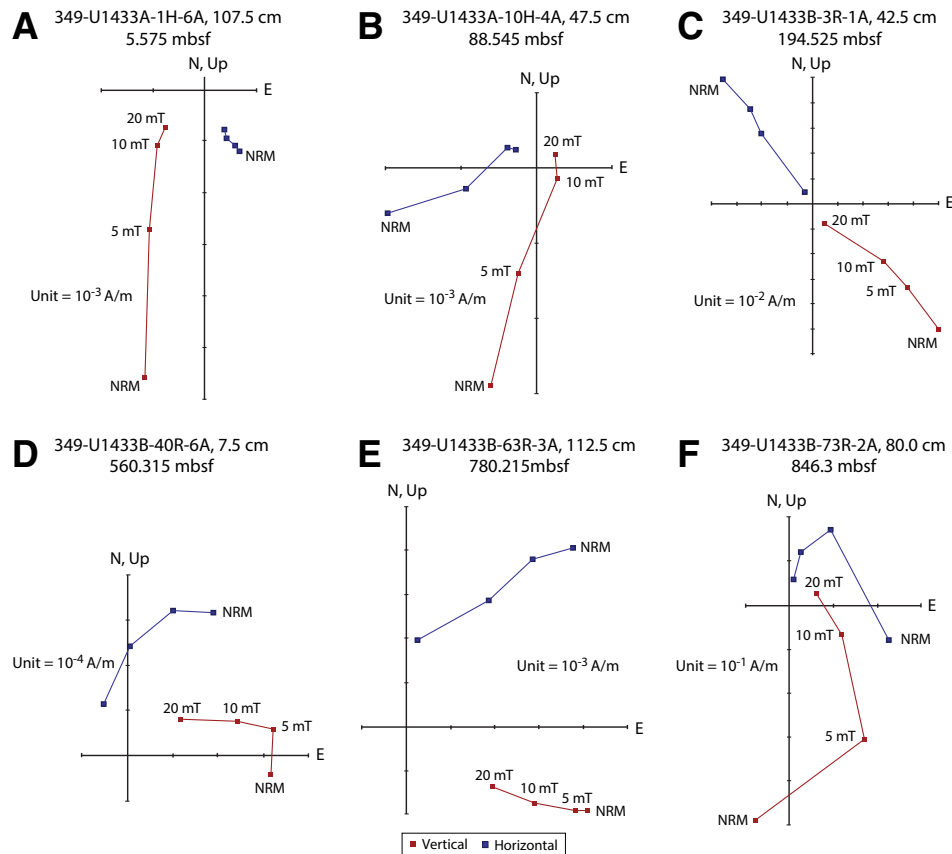 A
349-U1433A-1H-6A, 107.5 cm
5.575 mbsf
N, Up
E
20 mT
10 mT
NRM
5 mT
Unit = 10⁻³ A/m
NRM
B
349-U1433A-10H-4A, 47.5 cm
88.545 mbsf
N, Up
20 mT
E
10 mT
NRM
5 mT
Unit = 10⁻³ A/m
NRM
C
349-U1433B-3R-1A, 42.5 cm
194.525 mbsf
N, Up
NRM
E
20 mT
10 mT
5 mT
Unit = 10⁻² A/m
NRM
D
349-U1433B-40R-6A, 7.5 cm
560.315 mbsf
N, Up
NRM
Unit = 10⁻⁴ A/m
20 mT
10 mT
5 mT
E
NRM
E
349-U1433B-63R-3A, 112.5 cm
780.215mbsf
N, Up
NRM
Unit = 10⁻³ A/m
E
20 mT
10 mT
5 mT
NRM
F
349-U1433B-73R-2A, 80.0 cm
846.3 mbsf
N, Up
20 mT
E
10 mT
NRM
Unit = 10⁻¹ A/m
5 mT
NRM
Vertical
Horizontal